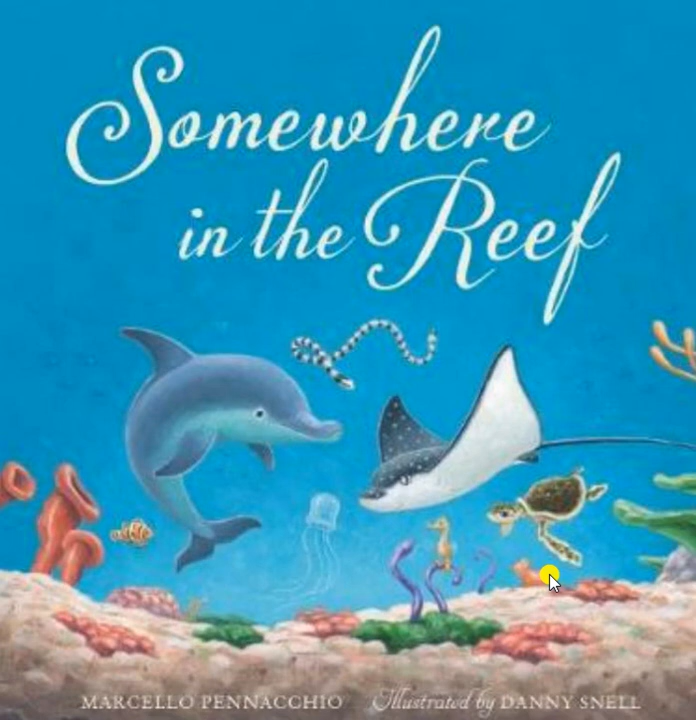 Somewhere
in the Reef
MARCELLO PENNACCHIO Illustrated by DANNY SNELL